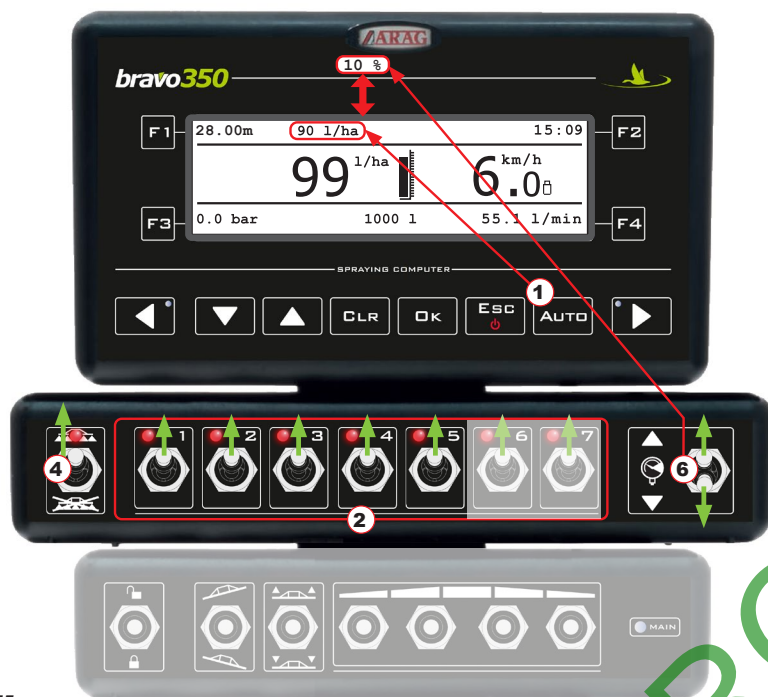 ARAG
10 %
bravo350
F1
28.00m 90 l/ha 15:09
F2
99 l/ha 6.0 km/h
F3
0.0 bar 1000 l 55.1 l/min
F4
SPRAYING COMPUTER
1
CLR OK ESC AUTO
1 2 3 4 5 6 7
4
6
2
MAIN